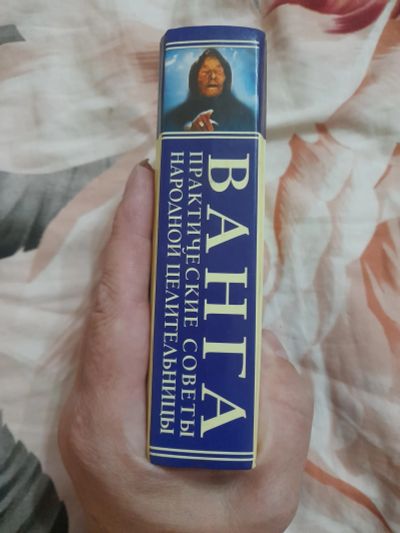 ВАНГА
ПРАКТИЧЕСКИЕ СОВЕТЫ
НАРОДНОЙ ЦЕЛИТЕЛЬНИЦЫ